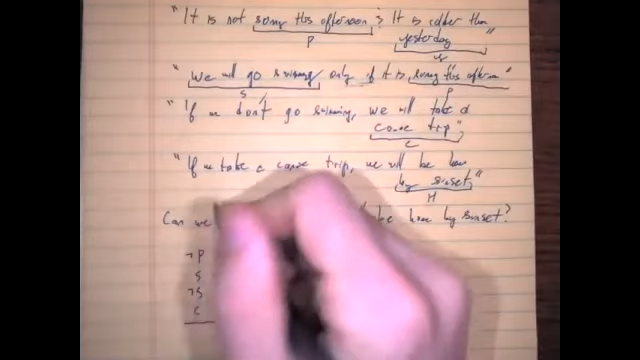 "It is not sunny this afternoon & It is colder than
P
yesterday"
"we will go swimming only if it is sunny this afternoon"
S
P
"If we don't go swimming, we will take a
canoe trip"
C
"If we take a canoe trip, we will be home
by sunset"
H
Can we be home by sunset?
¬P
S
¬S
C